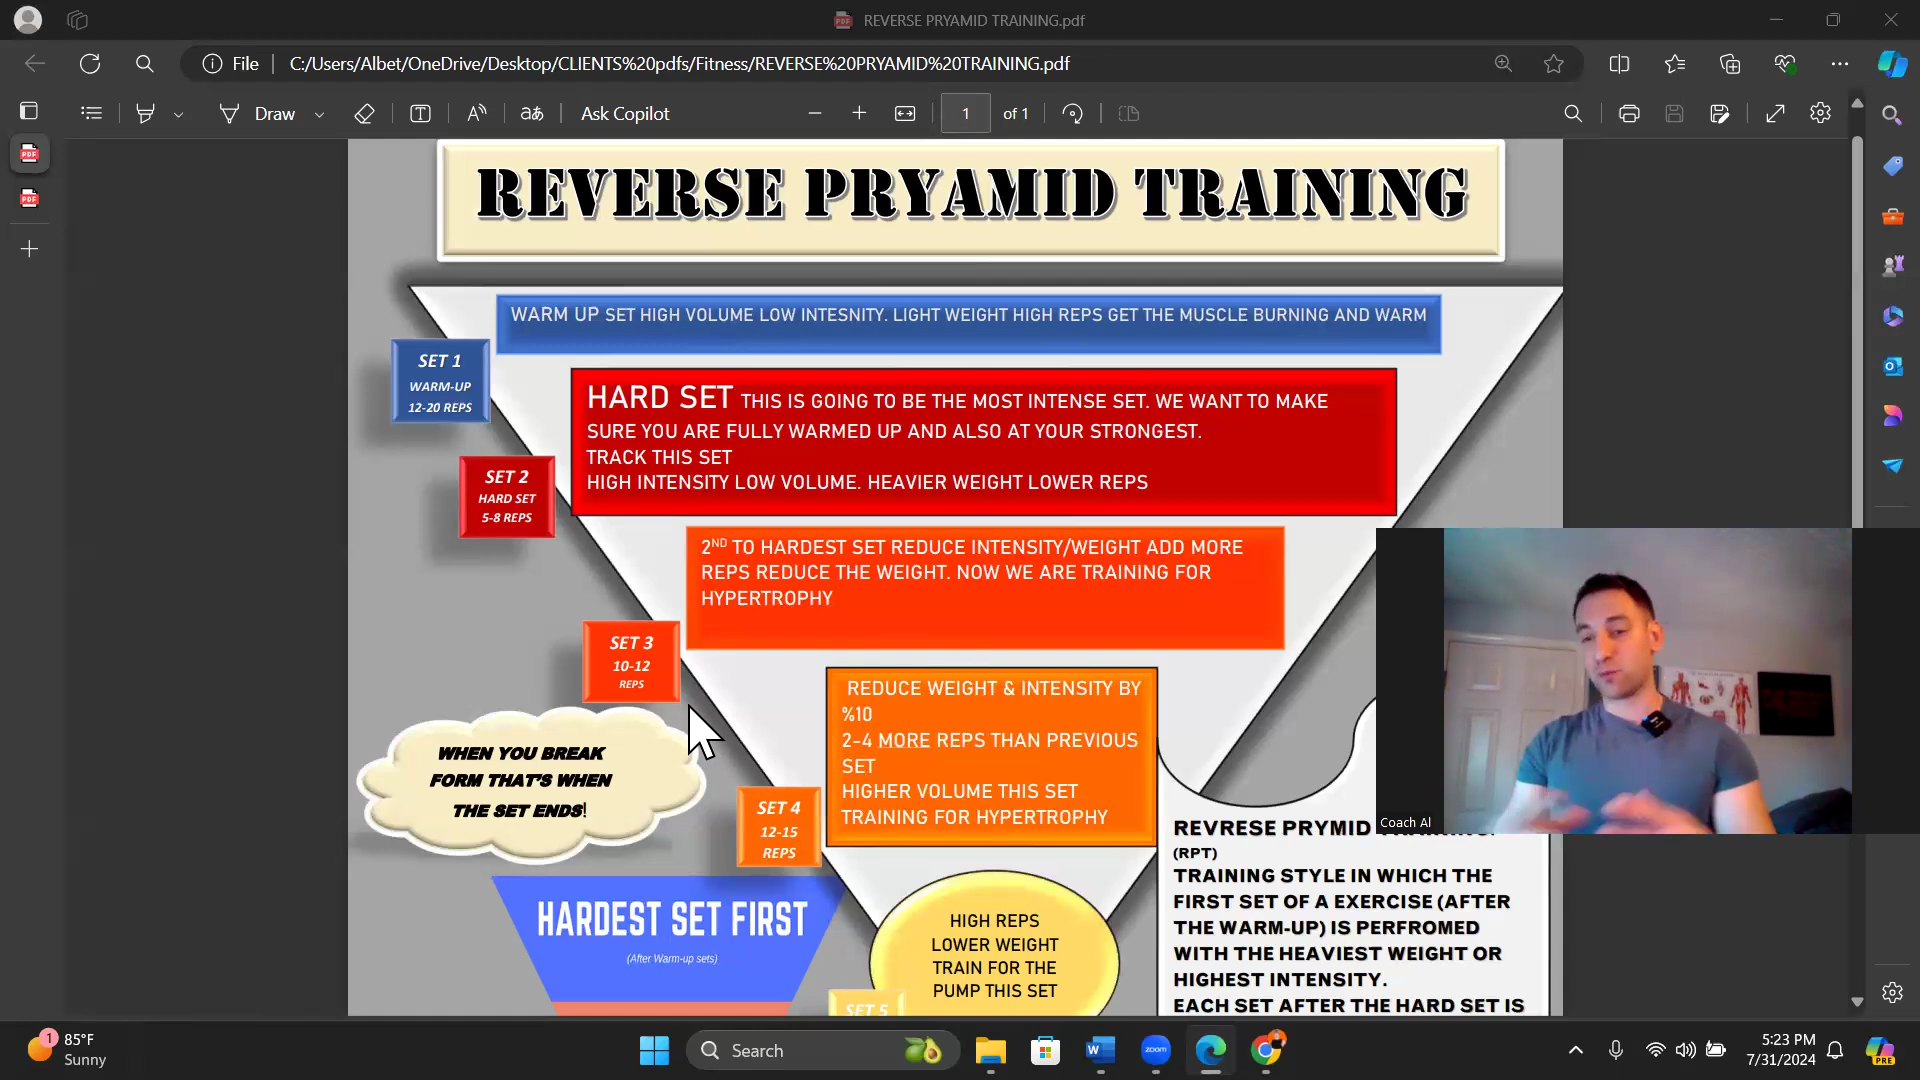 REVERSE PRYAMID TRAINING.pdf
File
C:/Users/Albet/OneDrive/Desktop/CLIENTS%20pdfs/Fitness/REVERSE%20PRYAMID%20TRAINING.pdf
Draw
aあ
Ask Copilot
1
of 1
REVERSE PRYAMID TRAINING
WARM UP SET HIGH VOLUME LOW INTESNITY. LIGHT WEIGHT HIGH REPS GET THE MUSCLE BURNING AND WARM
SET 1
WARM-UP
12-20 REPS
HARD SET THIS IS GOING TO BE THE MOST INTENSE SET. WE WANT TO MAKE
SURE YOU ARE FULLY WARMED UP AND ALSO AT YOUR STRONGEST.
TRACK THIS SET
HIGH INTENSITY LOW VOLUME. HEAVIER WEIGHT LOWER REPS
SET 2
HARD SET
5-8 REPS
2ND TO HARDEST SET REDUCE INTENSITY/WEIGHT ADD MORE
REPS REDUCE THE WEIGHT. NOW WE ARE TRAINING FOR
HYPERTROPHY
SET 3
10-12
REPS
REDUCE WEIGHT & INTENSITY BY
%10
2-4 MORE REPS THAN PREVIOUS
SET
HIGHER VOLUME THIS SET
TRAINING FOR HYPERTROPHY
WHEN YOU BREAK
FORM THAT'S WHEN
THE SET ENDS!
SET 4
12-15
REPS
HARDEST SET FIRST
(After Warm-up sets)
HIGH REPS
LOWER WEIGHT
TRAIN FOR THE
PUMP THIS SET
SET 5
Coach Al
REVRESE PRYMID
(RPT)
TRAINING STYLE IN WHICH THE
FIRST SET OF A EXERCISE (AFTER
THE WARM-UP) IS PERFROMED
WITH THE HEAVIEST WEIGHT OR
HIGHEST INTENSITY.
EACH SET AFTER THE HARD SET IS
1
85°F
Sunny
Search
zoom
5:23 PM
7/31/2024
PRE